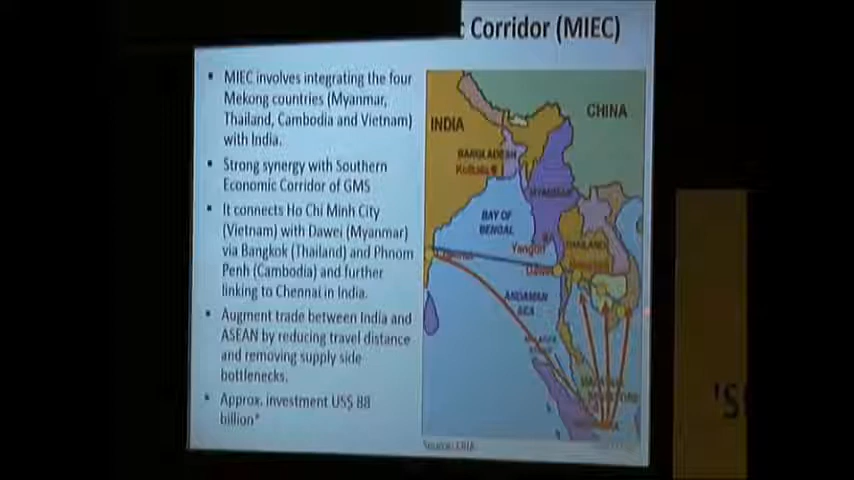 Corridor (MIEC)
• MIEC involves integrating the four
Mekong countries (Myanmar,
Thailand, Cambodia and Vietnam)
with India.
• Strong synergy with Southern
Economic Corridor of GMS
• It connects Ho Chi Minh City
(Vietnam) with Dawei (Myanmar)
via Bangkok (Thailand) and Phnom
Penh (Cambodia) and further
linking to Chennai in India.
• Augment trade between India and
ASEAN by reducing travel distance
and removing supply side
bottlenecks.
• Approx. investment US$ 88
billion*
CHINA
INDIA
BANGLADESH
Kolkata
MYANMAR
BAY OF
BENGAL
Yangon
THAILAND
Dawei
ANDAMAN
SEA
Source: ERIA
'S